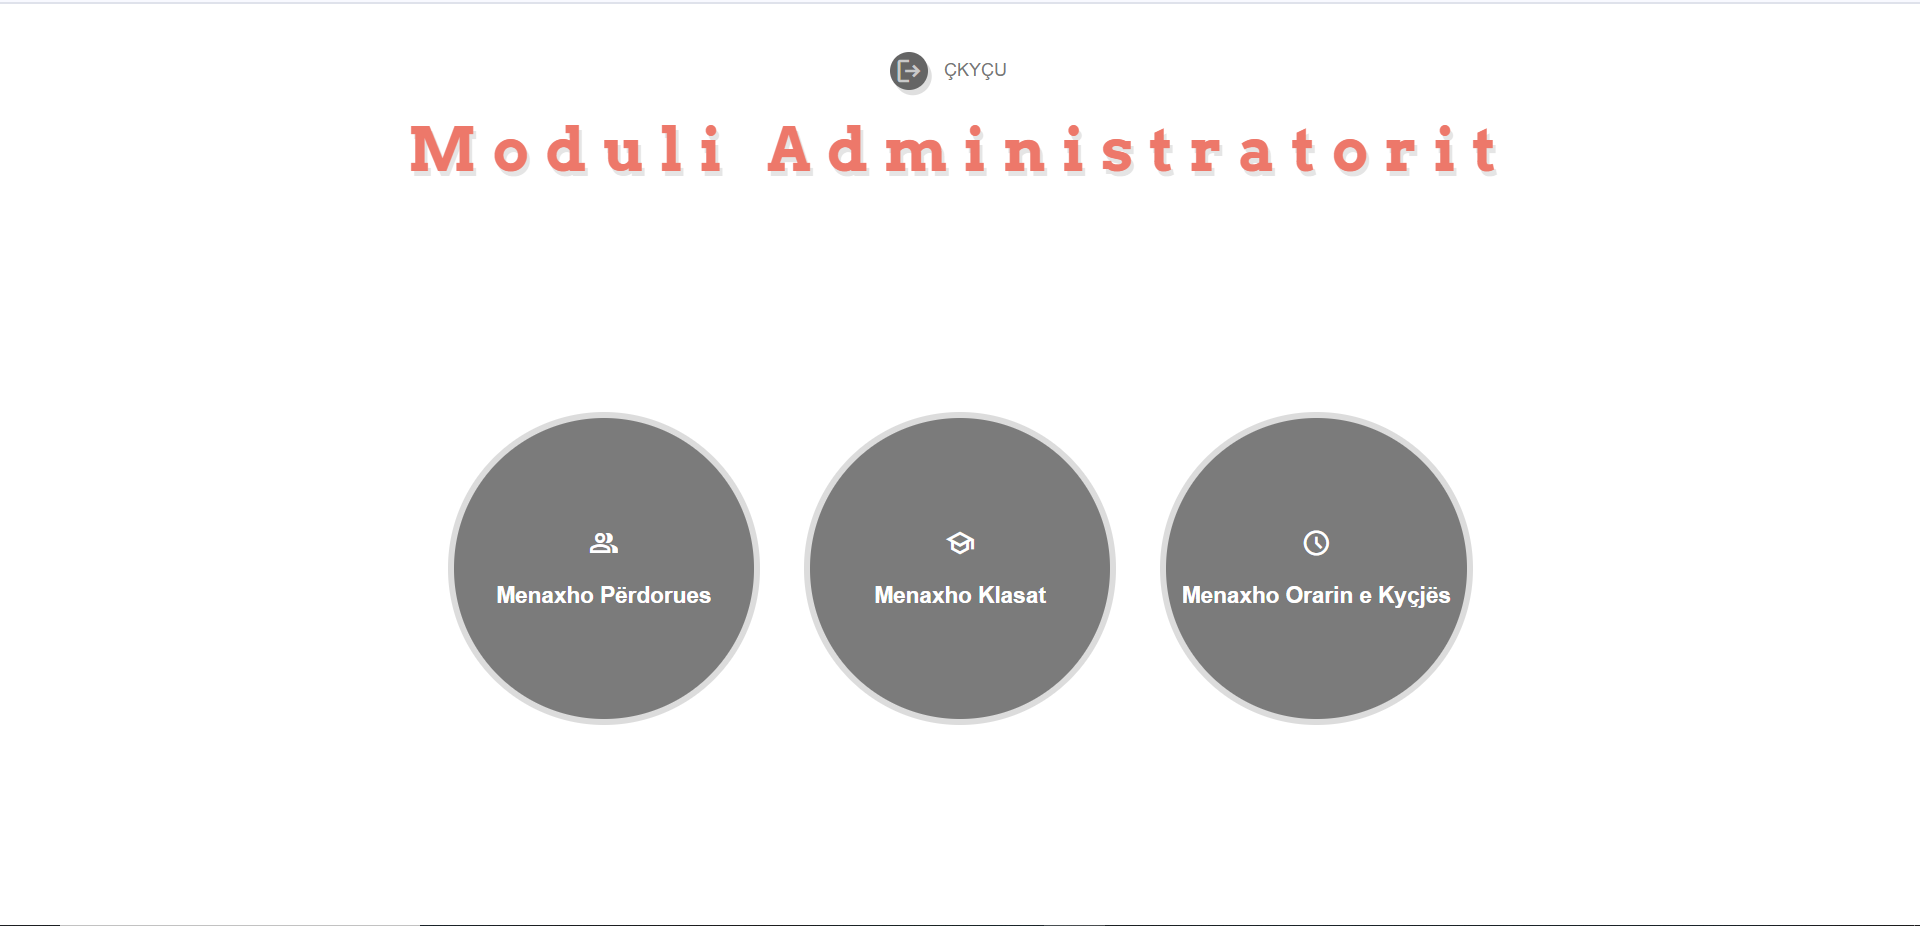 ÇKYÇU
Moduli Administratorit
Menaxho Përdorues
Menaxho Klasat
Menaxho Orarin e Kyçjës